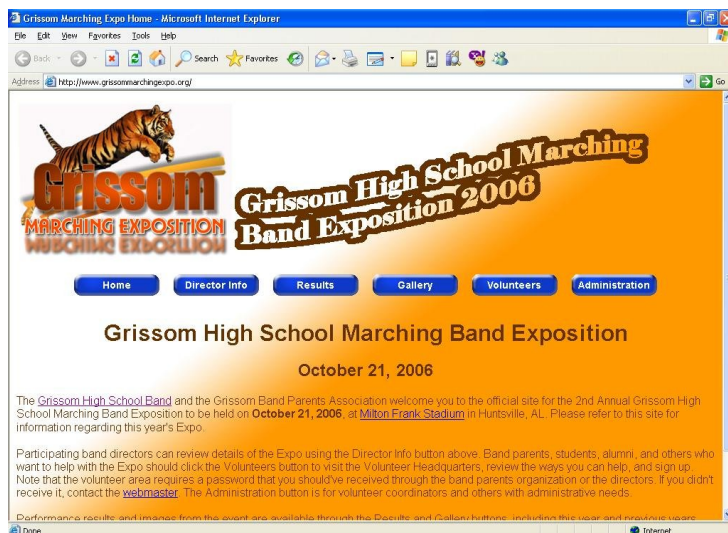 Grissom Marching Expo Home - Microsoft Internet Explorer
File Edit View Favorites Tools Help
Back Search Favorites
Address http://www.grissommarchingexpo.org/ Go
Grissom
MARCHING EXPOSITION
Grissom High School Marching
Band Exposition 2006
Home Director Info Results Gallery Volunteers Administration
Grissom High School Marching Band Exposition
October 21, 2006
The Grissom High School Band and the Grissom Band Parents Association welcome you to the official site for the 2nd Annual Grissom High
School Marching Band Exposition to be held on October 21, 2006, at Milton Frank Stadium in Huntsville, AL. Please refer to this site for
information regarding this year's Expo.
Participating band directors can review details of the Expo using the Director Info button above. Band parents, students, alumni, and others who
want to help with the Expo should click the Volunteers button to visit the Volunteer Headquarters, review the ways you can help, and sign up.
Note that the volunteer area requires a password that you should've received through the band parents organization or the directors. If you didn't
receive it, contact the webmaster. The Administration button is for volunteer coordinators and others with administrative needs.
Performance results and images from the event are available through the Results and Gallery buttons, including this year and previous years.
Done Internet